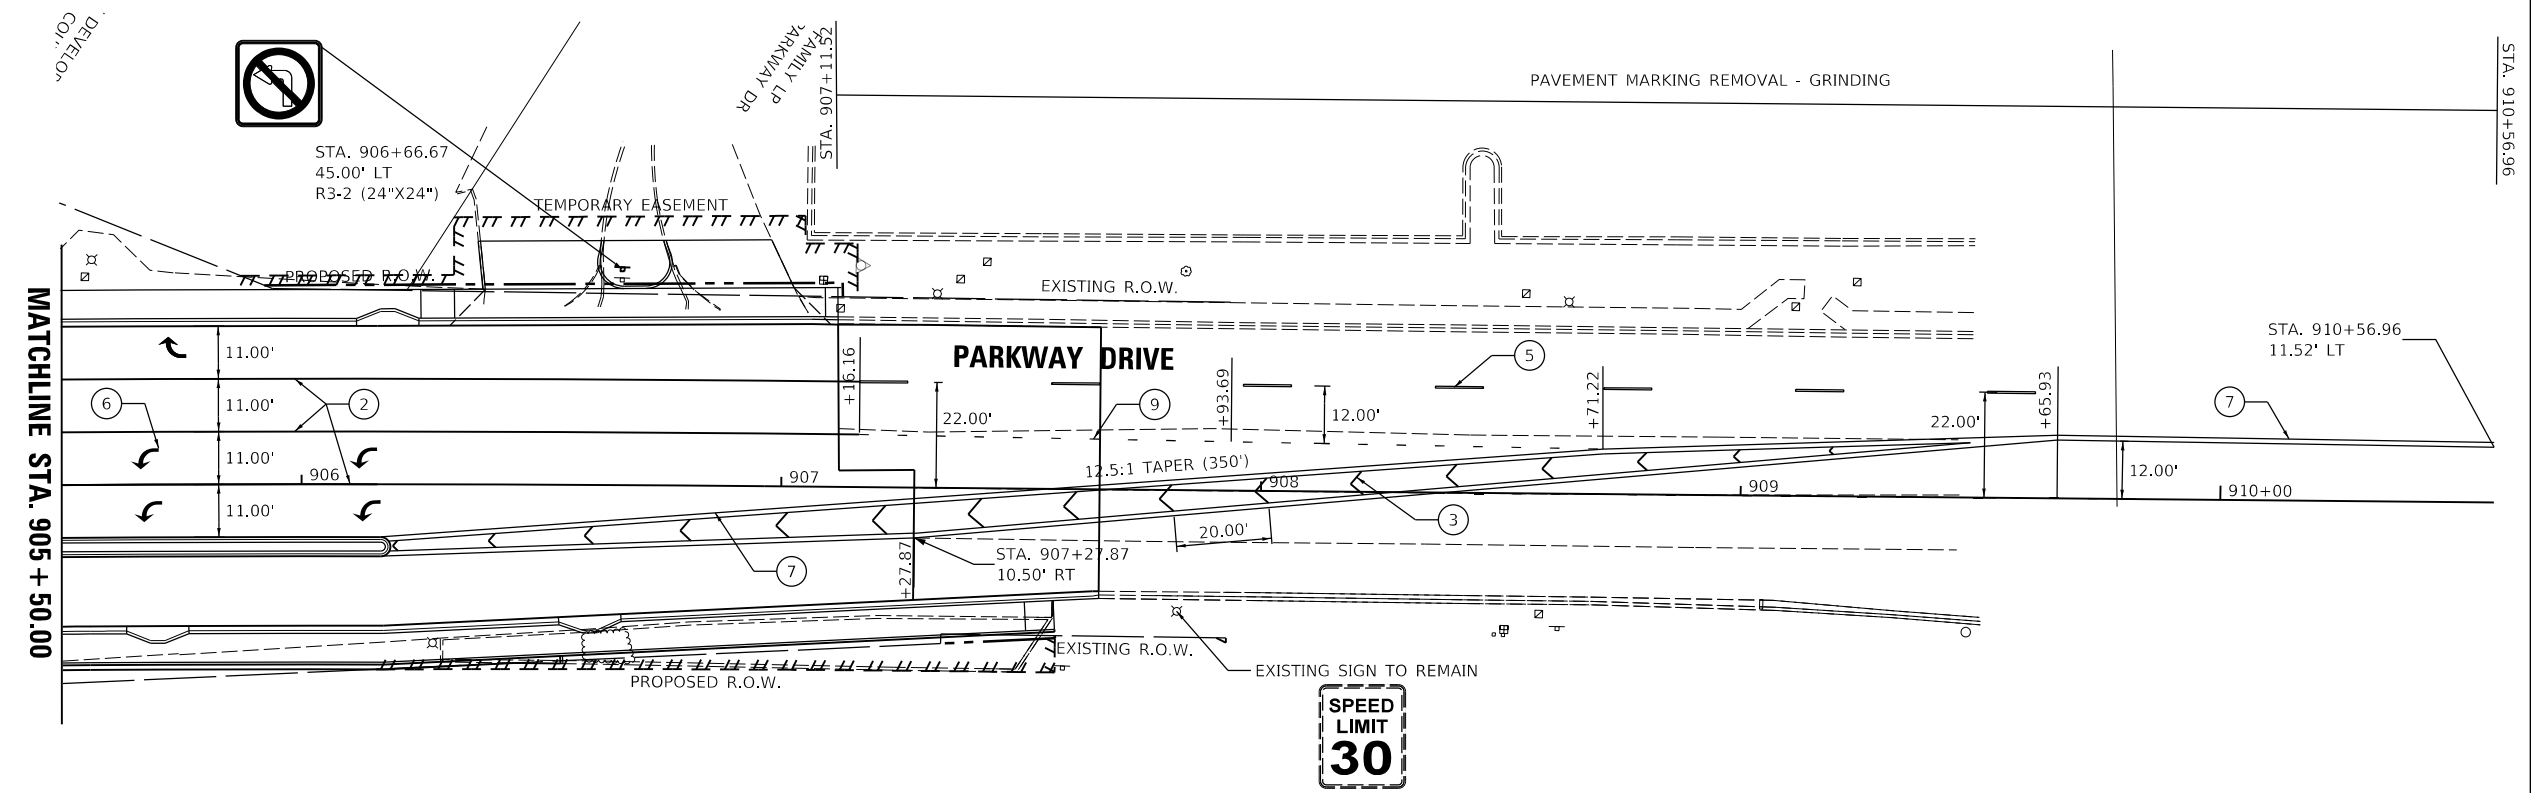 DEVELOP
FAMILY LP
PARKWAY DR
STA. 907+11.52
PAVEMENT MARKING REMOVAL - GRINDING
STA. 910+56.96
STA. 906+66.67
45.00' LT
R3-2 (24"X24")
TEMPORARY EASEMENT
PROPOSED R.O.W.
EXISTING R.O.W.
MATCHLINE STA. 905+50.00
11.00'
11.00'
11.00'
11.00'
6
2
906
907
+16.16
PARKWAY DRIVE
22.00'
9
+93.69
12.00'
5
+71.22
22.00'
+65.93
STA. 910+56.96
11.52' LT
7
12.00'
12.5:1 TAPER (350')
908
909
910+00
3
20.00'
7
+27.87
STA. 907+27.87
10.50' RT
EXISTING R.O.W.
PROPOSED R.O.W.
EXISTING SIGN TO REMAIN
SPEED
LIMIT
30